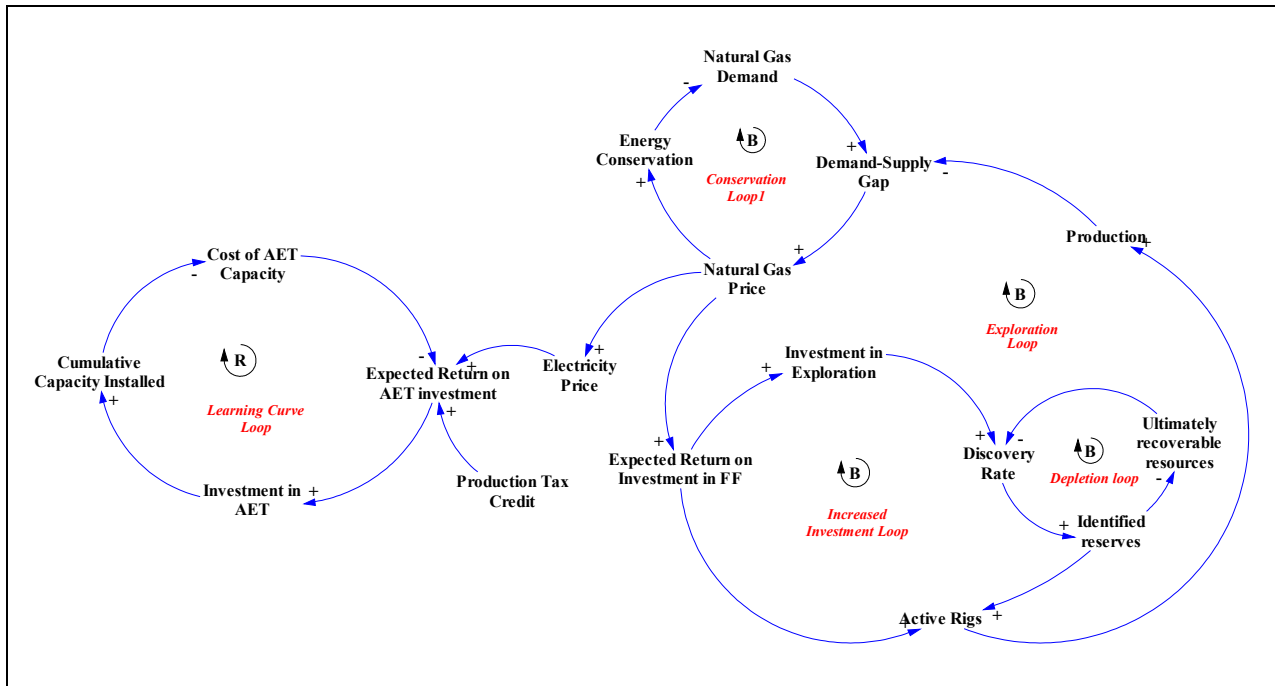 Natural Gas
Demand
-
Energy
Conservation
+
B
Conservation
Loop1
+
Demand-Supply
Gap
-
Production
+
+
Natural Gas
Price
B
Exploration
Loop
Cost of AET
Capacity
-
R
Learning Curve
Loop
Cumulative
Capacity Installed
+
-
+
Expected Return on
AET investment
+
+
Electricity
Price
Investment in
AET
+
Production Tax
Credit
+
Investment in
Exploration
+
Expected Return on
Investment in FF
B
Increased
Investment Loop
+
-
Discovery
Rate
B
Depletion loop
Ultimately
recoverable
resources
-
+
Identified
reserves
+
Active Rigs
+